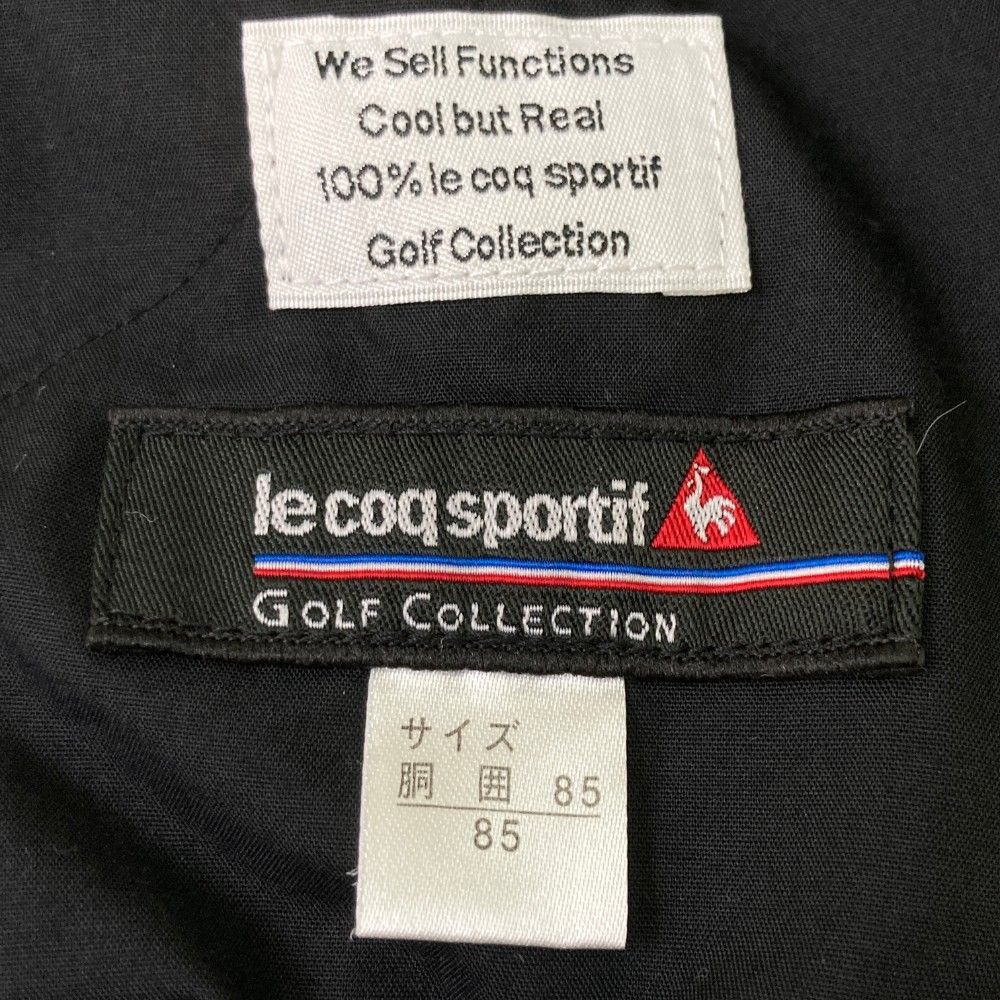 We Sell Functions
Cool but Real
100% le coq sportif
Golf Collection
le coq sportif
GOLF COLLECTION
サイズ
胴 囲 85
85